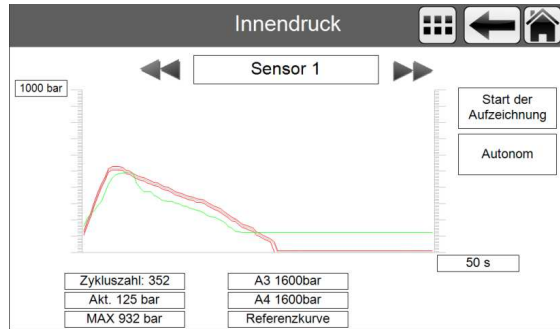 Innendruck
Sensor 1
1000 bar
Start der
Aufzeichnung
Autonom
50 s
Zykluszahl: 352
A3 1600bar
Akt. 125 bar
A4 1600bar
MAX 932 bar
Referenzkurve